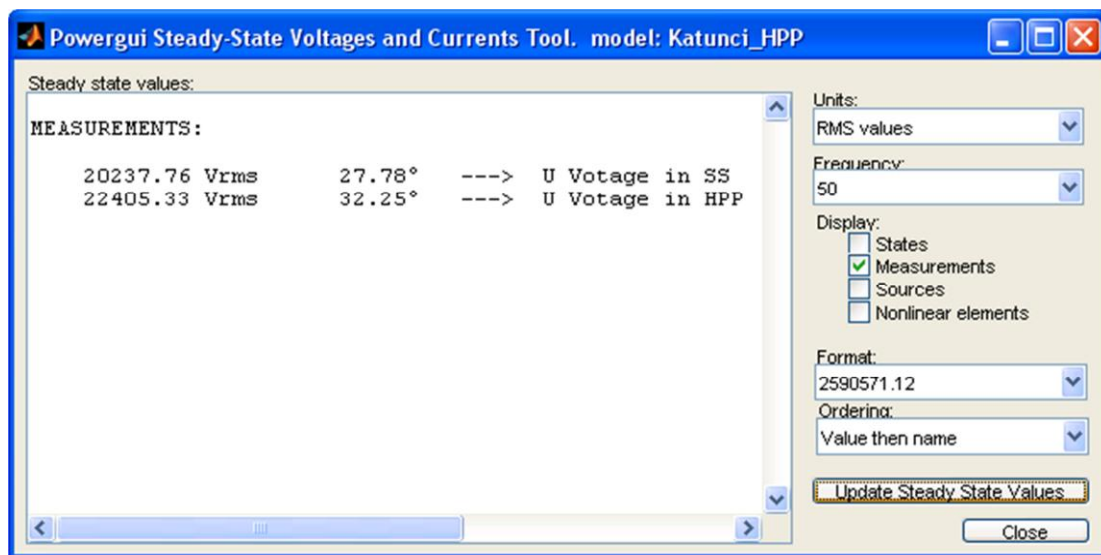 Powergui Steady-State Voltages and Currents Tool. model: Katunci_HPP
Steady state values:
MEASUREMENTS:
20237.76 Vrms 27.78° ---> U Votage in SS
22405.33 Vrms 32.25° ---> U Votage in HPP
Units:
RMS values
Frequency:
50
Display:
States
Measurements
Sources
Nonlinear elements
Format:
2590571.12
Ordering:
Value then name
Update Steady State Values
Close